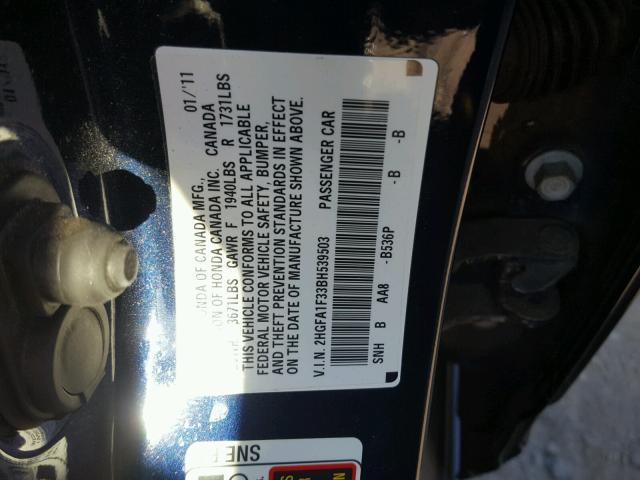 NDA OF CANADA MFG. 01/'11
ON OF HONDA CANADA INC. CANADA
3671LBS GAWR F 1940LBS R 1731LBS
THIS VEHICLE CONFORMS TO ALL APPLICABLE
FEDERAL MOTOR VEHICLE SAFETY, BUMPER,
AND THEFT PREVENTION STANDARDS IN EFFECT
ON THE DATE OF MANUFACTURE SHOWN ABOVE.
V.I.N. 2HGFA1F33BH539503 PASSENGER CAR
SNH B AA8 -B -B
-B536P
SNE